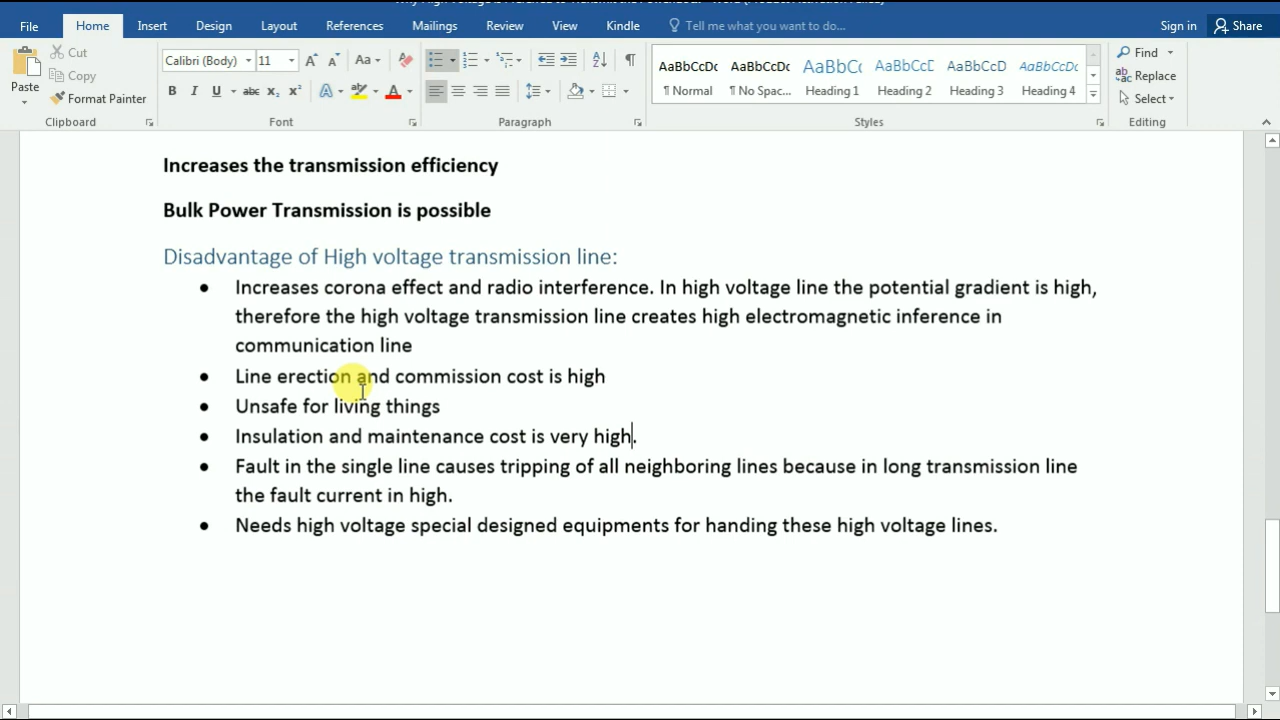 File Home Insert Design Layout References Mailings Review View Kindle Tell me what you want to do... Sign in Share
Cut
Copy
Format Painter
Paste
Clipboard
Calibri (Body) 11
Font
Paragraph
AaBbCcDc AaBbCcDc AaBbCc AaBbCcD AaBbCcD AaBbCcDc
¶ Normal ¶ No Spac... Heading 1 Heading 2 Heading 3 Heading 4
Styles
Find
Replace
Select
Editing
Increases the transmission efficiency
Bulk Power Transmission is possible
Disadvantage of High voltage transmission line:
• Increases corona effect and radio interference. In high voltage line the potential gradient is high,
therefore the high voltage transmission line creates high electromagnetic inference in
communication line
• Line erection and commission cost is high
• Unsafe for living things
• Insulation and maintenance cost is very high.
• Fault in the single line causes tripping of all neighboring lines because in long transmission line
the fault current in high.
• Needs high voltage special designed equipments for handing these high voltage lines.